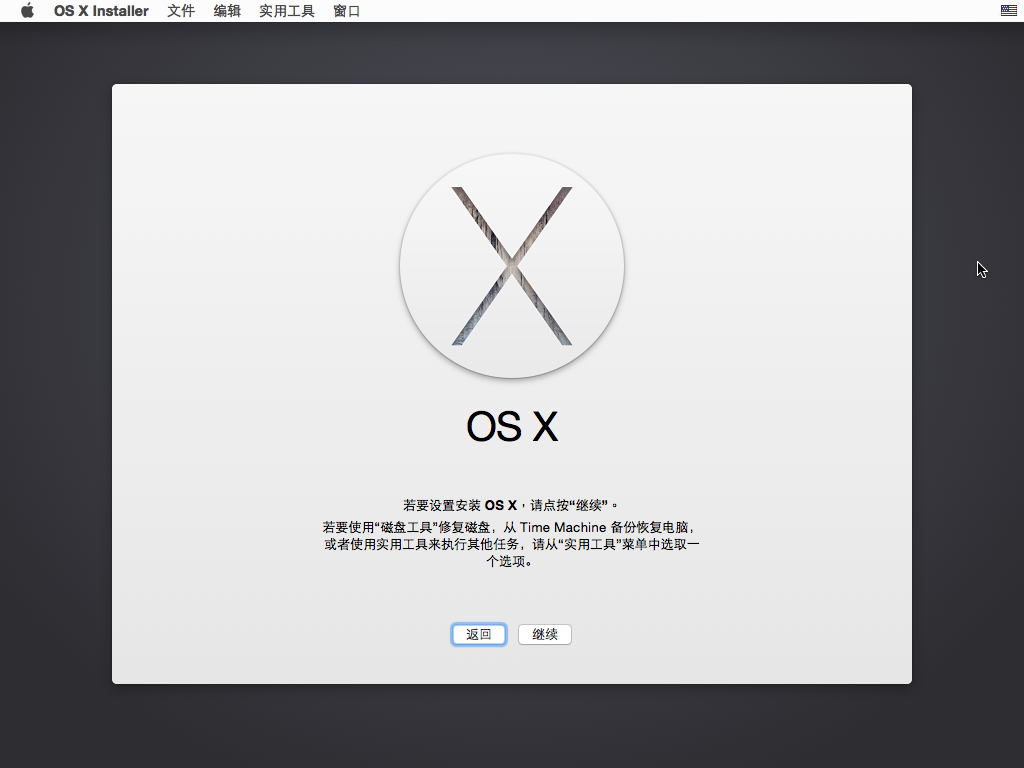 OS X Installer 文件 编辑 实用工具 窗口
OS X
若要设置安装 OS X，请点按“继续”。
若要使用“磁盘工具”修复磁盘，从 Time Machine 备份恢复电脑，
或者使用实用工具来执行其他任务，请从“实用工具”菜单中选取一
个选项。
返回 继续